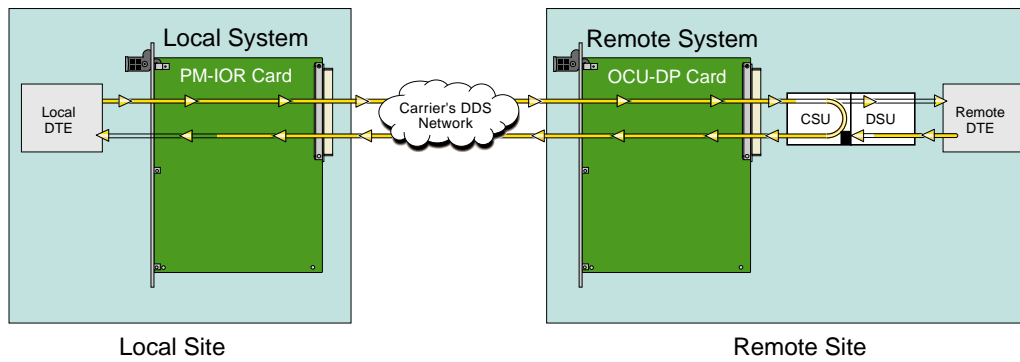 Local System
Remote System
PM-IOR Card
OCU-DP Card
Local
DTE
Carrier's DDS
Network
CSU
DSU
Remote
DTE
Local Site
Remote Site